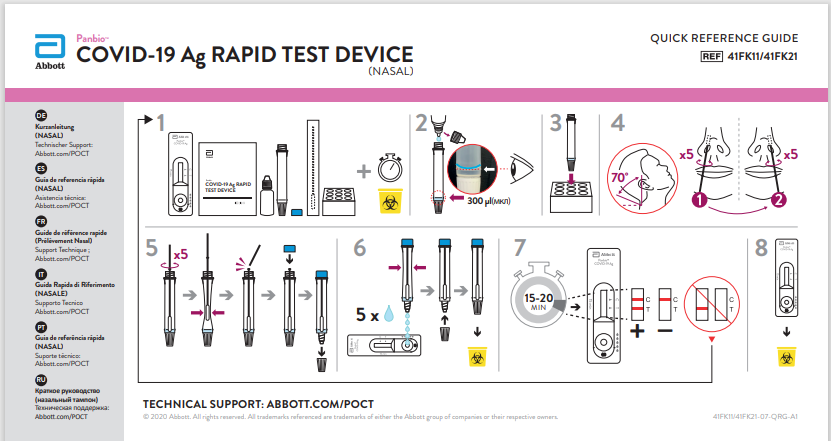 Abbott
Panbio™
COVID-19 Ag RAPID TEST DEVICE
(NASAL)
QUICK REFERENCE GUIDE
REF 41FK11/41FK21
DE
Kurzanleitung
(NASAL)
Technischer Support:
Abbott.com/POCT
ES
Guía de referencia rápida
(NASAL)
Asistencia técnica:
Abbott.com/POCT
FR
Guide de référence rapide
(Prélèvement Nasal)
Support Technique :
Abbott.com/POCT
IT
Guida Rapida di Riferimento
(NASALE)
Supporto Tecnico
Abbott.com/POCT
PT
Guia de referência rápida
(NASAL)
Suporte técnico:
Abbott.com/POCT
RU
Краткое руководство
(назальный тампон)
Техническая поддержка:
Abbott.com/POCT
1
COVID-19 Ag RAPID
TEST DEVICE
2
300 µl(мкл)
3
4
70°
x5
x5
1
2
5
x5
6
5 x
7
15-20
MIN
Abbott
C
T
C
T
C
T
+
−
8
TECHNICAL SUPPORT: ABBOTT.COM/POCT
© 2020 Abbott. All rights reserved. All trademarks referenced are trademarks of either the Abbott group of companies or their respective owners.
41FK11/41FK21-07-QRG-A1